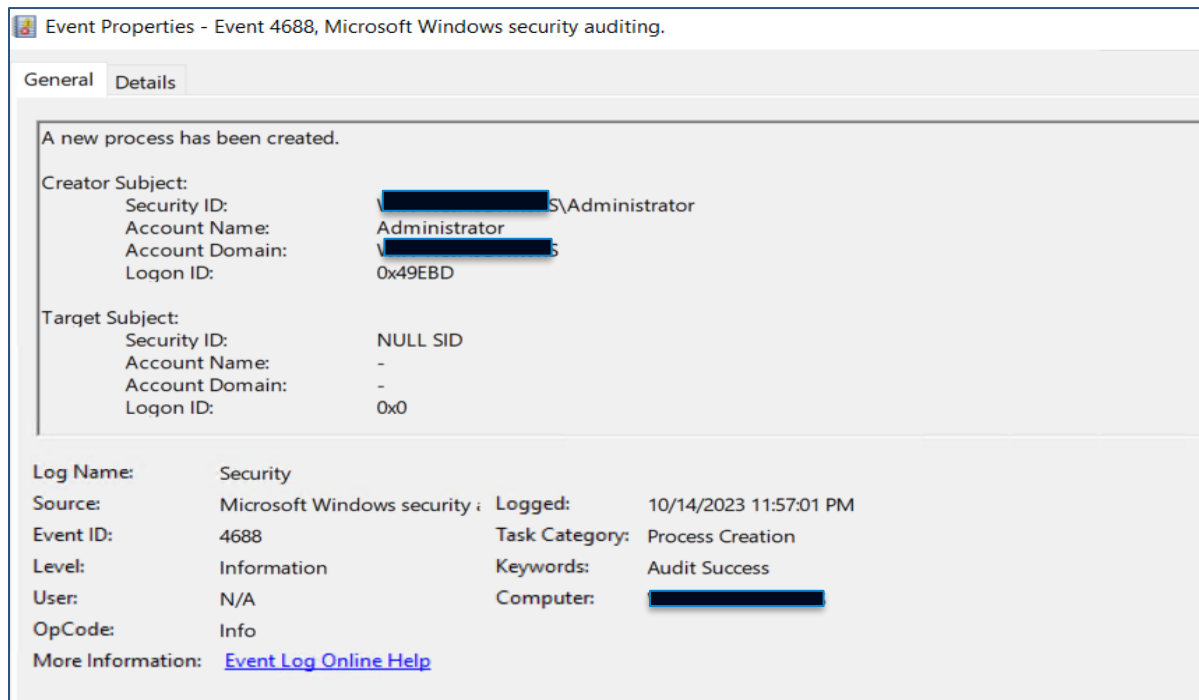 Event Properties - Event 4688, Microsoft Windows security auditing.
General Details
A new process has been created.
Creator Subject:
Security ID: S\Administrator
Account Name: Administrator
Account Domain:
Logon ID: 0x49EBD
Target Subject:
Security ID: NULL SID
Account Name: -
Account Domain: -
Logon ID: 0x0
Log Name: Security
Source: Microsoft Windows security Logged: 10/14/2023 11:57:01 PM
Event ID: 4688 Task Category: Process Creation
Level: Information Keywords: Audit Success
User: N/A Computer:
OpCode: Info
More Information: Event Log Online Help